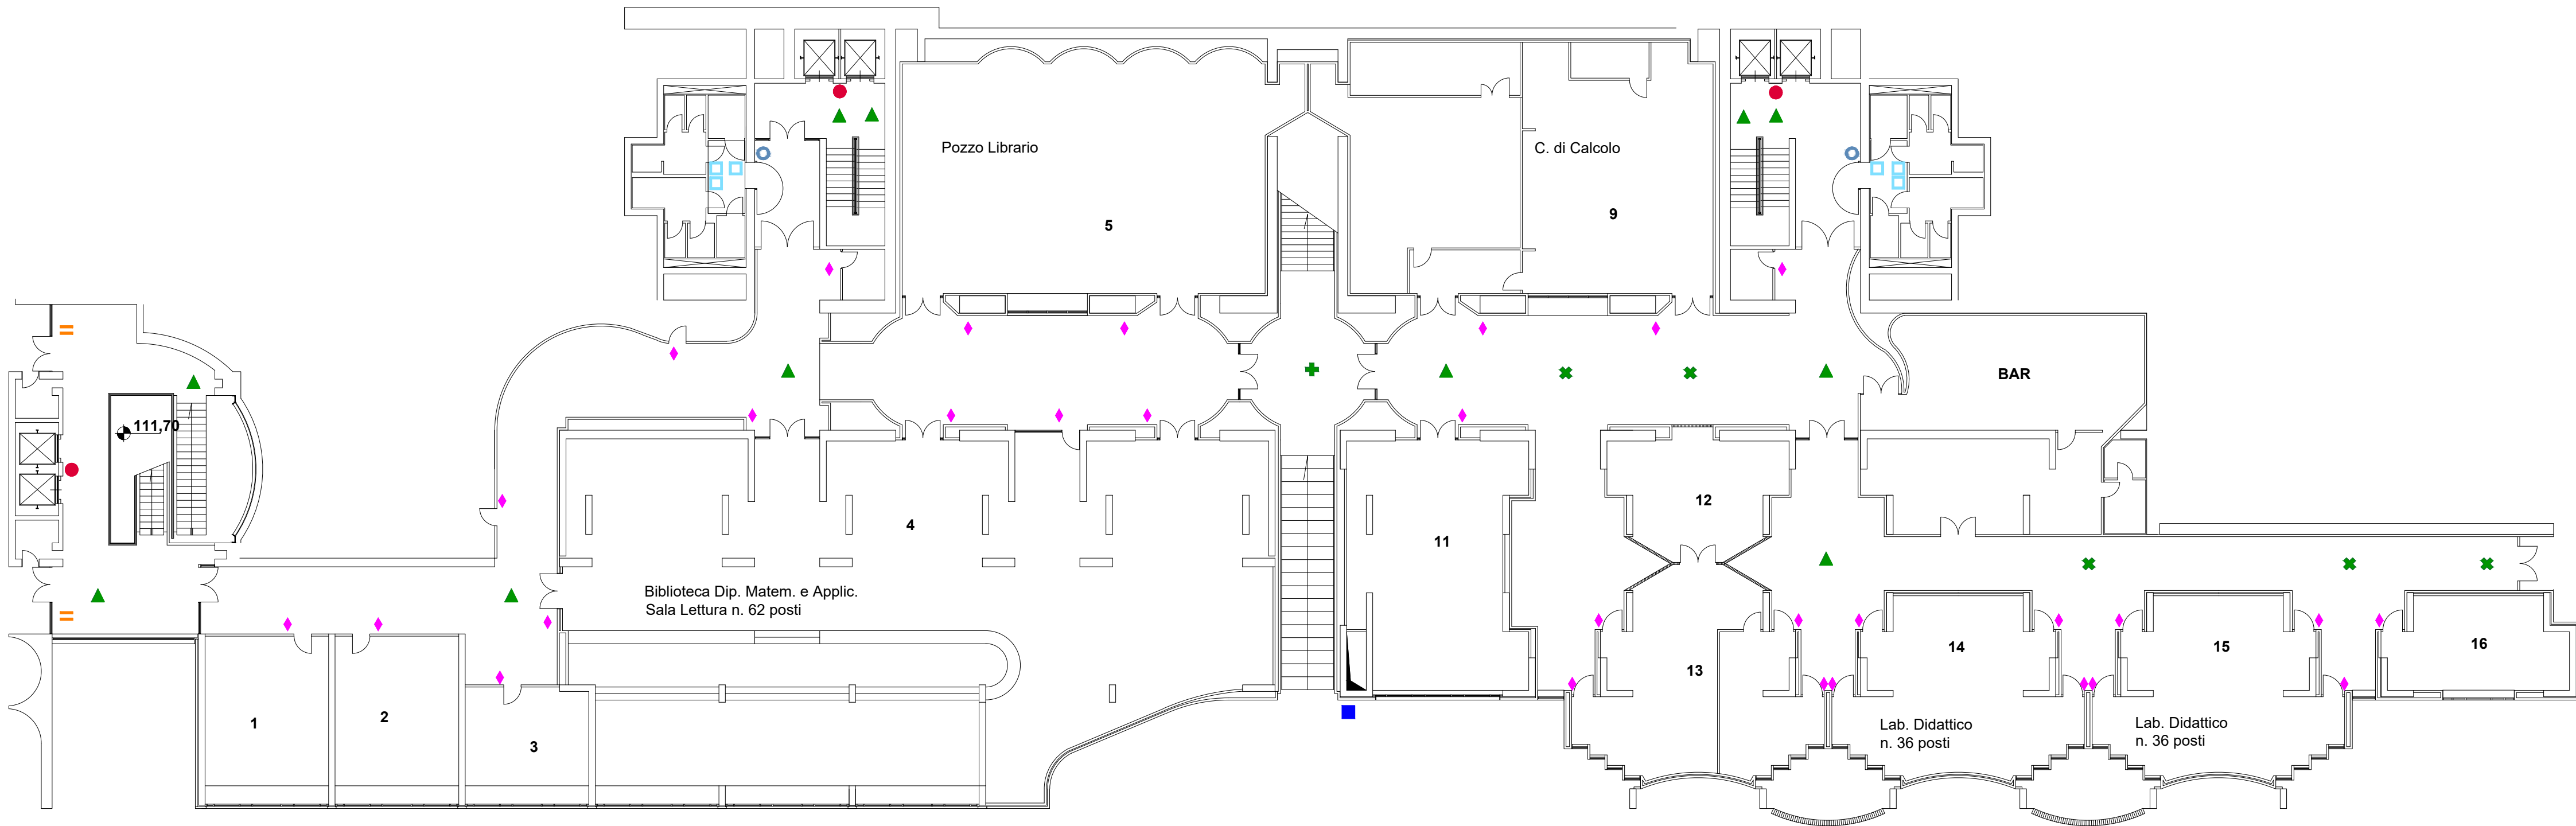 Pozzo Librario
C. di Calcolo
5
9
BAR
111,70
4
11
12
Biblioteca Dip. Matem. e Applic.
Sala Lettura n. 62 posti
1
2
3
13
14
15
16
Lab. Didattico
n. 36 posti
Lab. Didattico
n. 36 posti